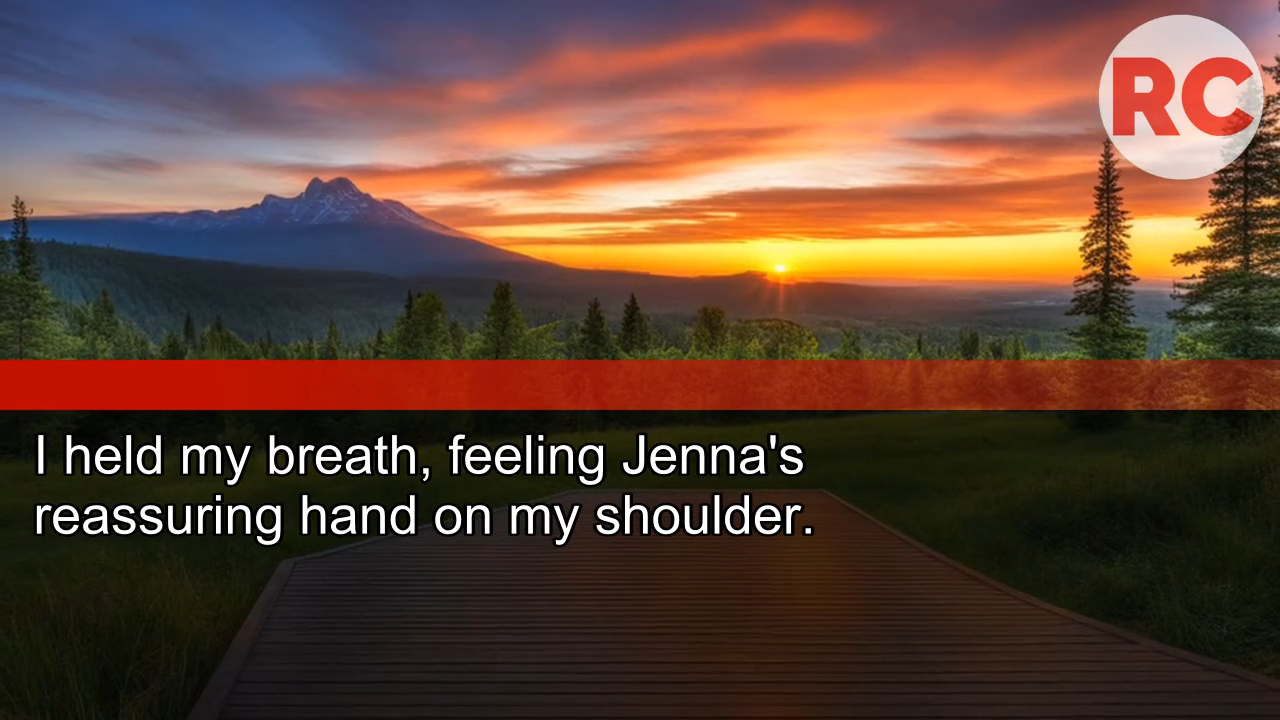 RC
I held my breath, feeling Jenna's
reassuring hand on my shoulder.